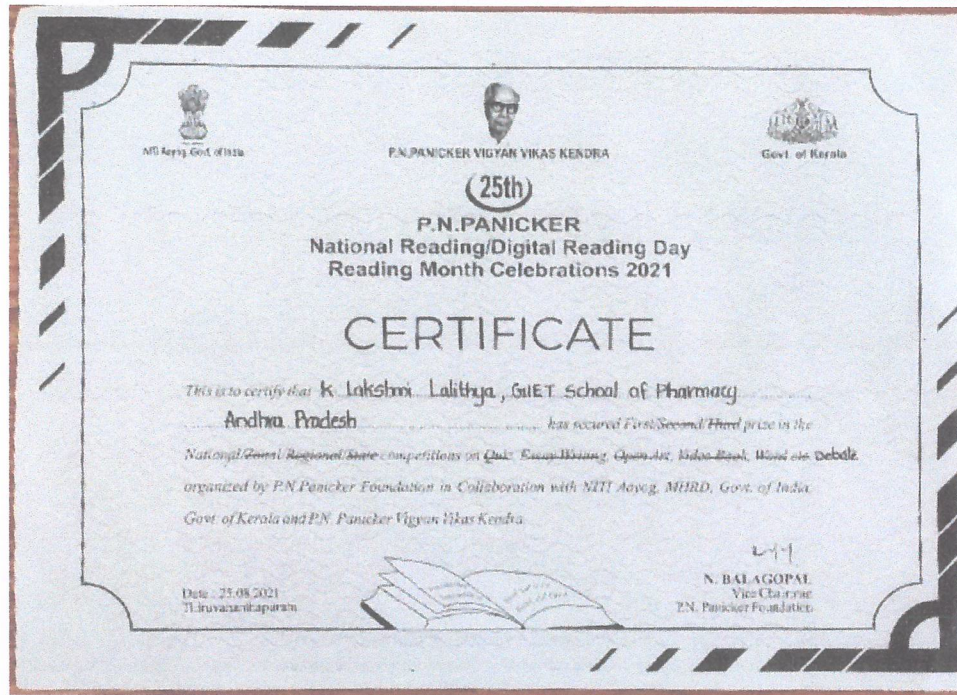 NITI Aayog, Govt. of India
P.N.PANICKER VIGYAN VIKAS KENDRA
Govt. of Kerala
25th
P.N.PANICKER
National Reading/Digital Reading Day
Reading Month Celebrations 2021
CERTIFICATE
This is to certify that K Lakshmi Lalithya, GIET School of Pharmacy
Andhra Pradesh has secured First/Second/Third prize in the
National/Zonal/Regional/State competitions on Quiz, Essay Writing, Open Art, Video Book, Debate
organized by P.N.Panicker Foundation in Collaboration with NITI Aayog, MHRD, Govt. of India,
Govt. of Kerala and P.N. Panicker Vigyan Vikas Kendra.
Date : 25.08.2021
Thiruvananthapuram
N. BALAGOPAL
Vice Chairman
P.N. Panicker Foundation